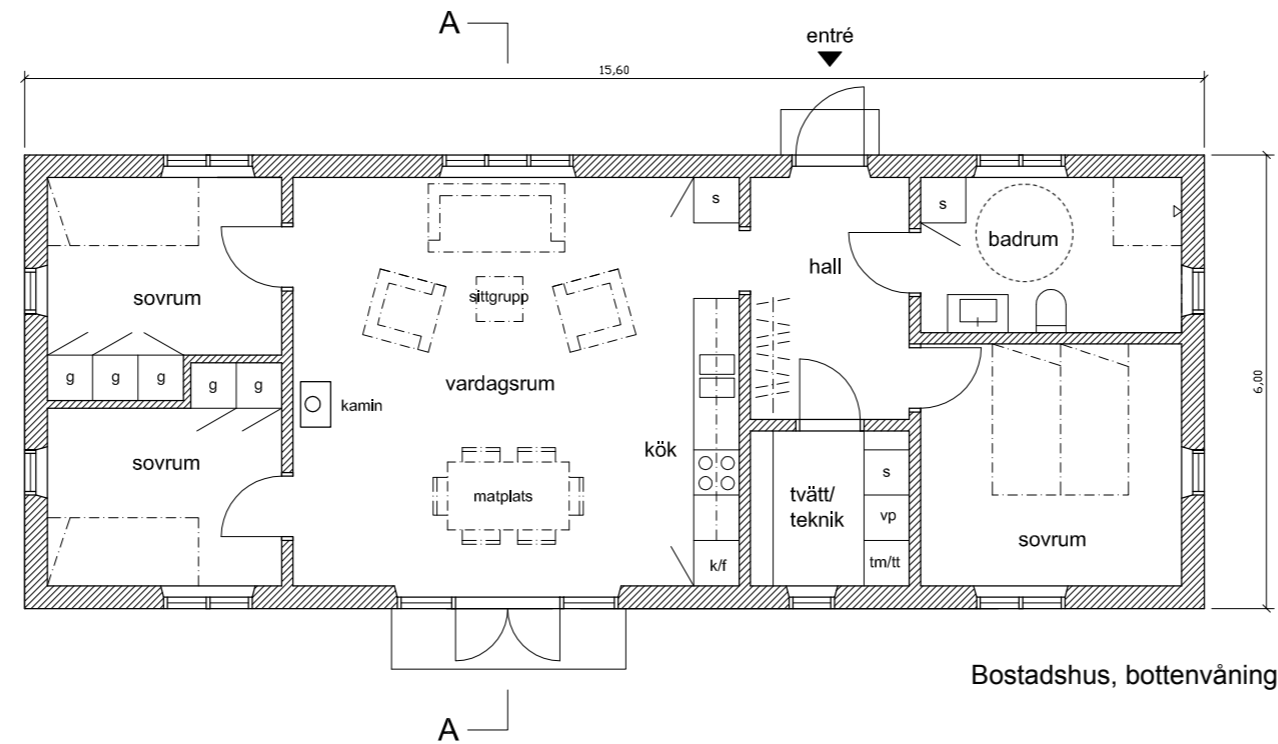 A
entré
15,60
s
s
badrum
hall
sovrum
sittgrupp
g
g
g
g
g
vardagsrum
6,00
kamin
kök
sovrum
s
matplats
tvätt/
teknik
vp
sovrum
k/f
tm/tt
Bostadshus, bottenvåning
A